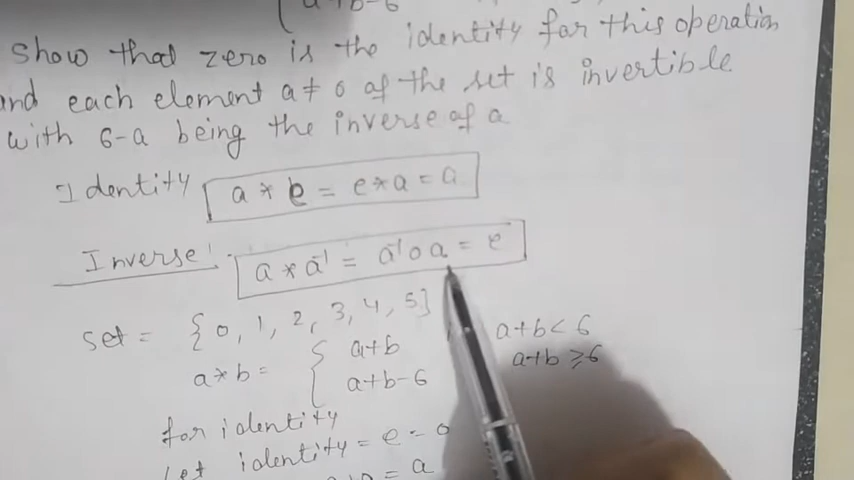 a+b-6
show that zero is the identity for this operation
and each element a≠0 of the set is invertible
with 6-a being the inverse of a
Identity a * e = e*a = a
Inverse: a * a⁻¹ = a⁻¹ o a = e
set = {0, 1, 2, 3, 4, 5}
a+b a+b < 6
a*b = { a+b-6 a+b ≥ 6
for identity
Let identity = e = 0
= a